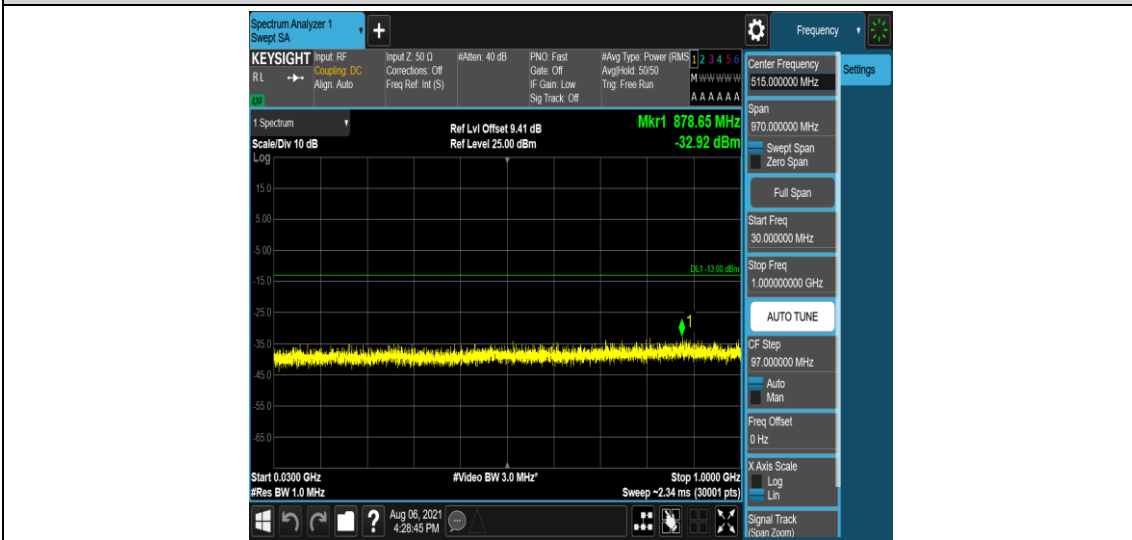 Spectrum Analyzer 1
Swept SA
+
Frequency
KEYSIGHT
Input: RF
Coupling: DC
Align: Auto
Input Z: 50 Ω
Corrections: Off
Freq Ref: Int (S)
#Atten: 40 dB
PNO: Fast
Gate: Off
IF Gain: Low
Sig Track: Off
#Avg Type: Power (RMS
Avg|Hold: 50/50
Trig: Free Run
1 2 3 4 5 6
M W W W W W
A A A A A A
RL
LXI
1 Spectrum
Scale/Div 10 dB
Log
Ref Lvl Offset 9.41 dB
Ref Level 25.00 dBm
Mkr1 878.65 MHz
-32.92 dBm
15.0
5.00
-5.00
-15.0
-25.0
-35.0
-45.0
-55.0
-65.0
DL1 -13.00 dBm
1
Start 0.0300 GHz
#Res BW 1.0 MHz
#Video BW 3.0 MHz*
Stop 1.0000 GHz
Sweep ~2.34 ms (30001 pts)
?
Aug 06, 2021
4:28:45 PM
Center Frequency
515.000000 MHz
Settings
Span
970.000000 MHz
Swept Span
Zero Span
Full Span
Start Freq
30.000000 MHz
Stop Freq
1.000000000 GHz
AUTO TUNE
CF Step
97.000000 MHz
Auto
Man
Freq Offset
0 Hz
X Axis Scale
Log
Lin
Signal Track
(Span Zoom)